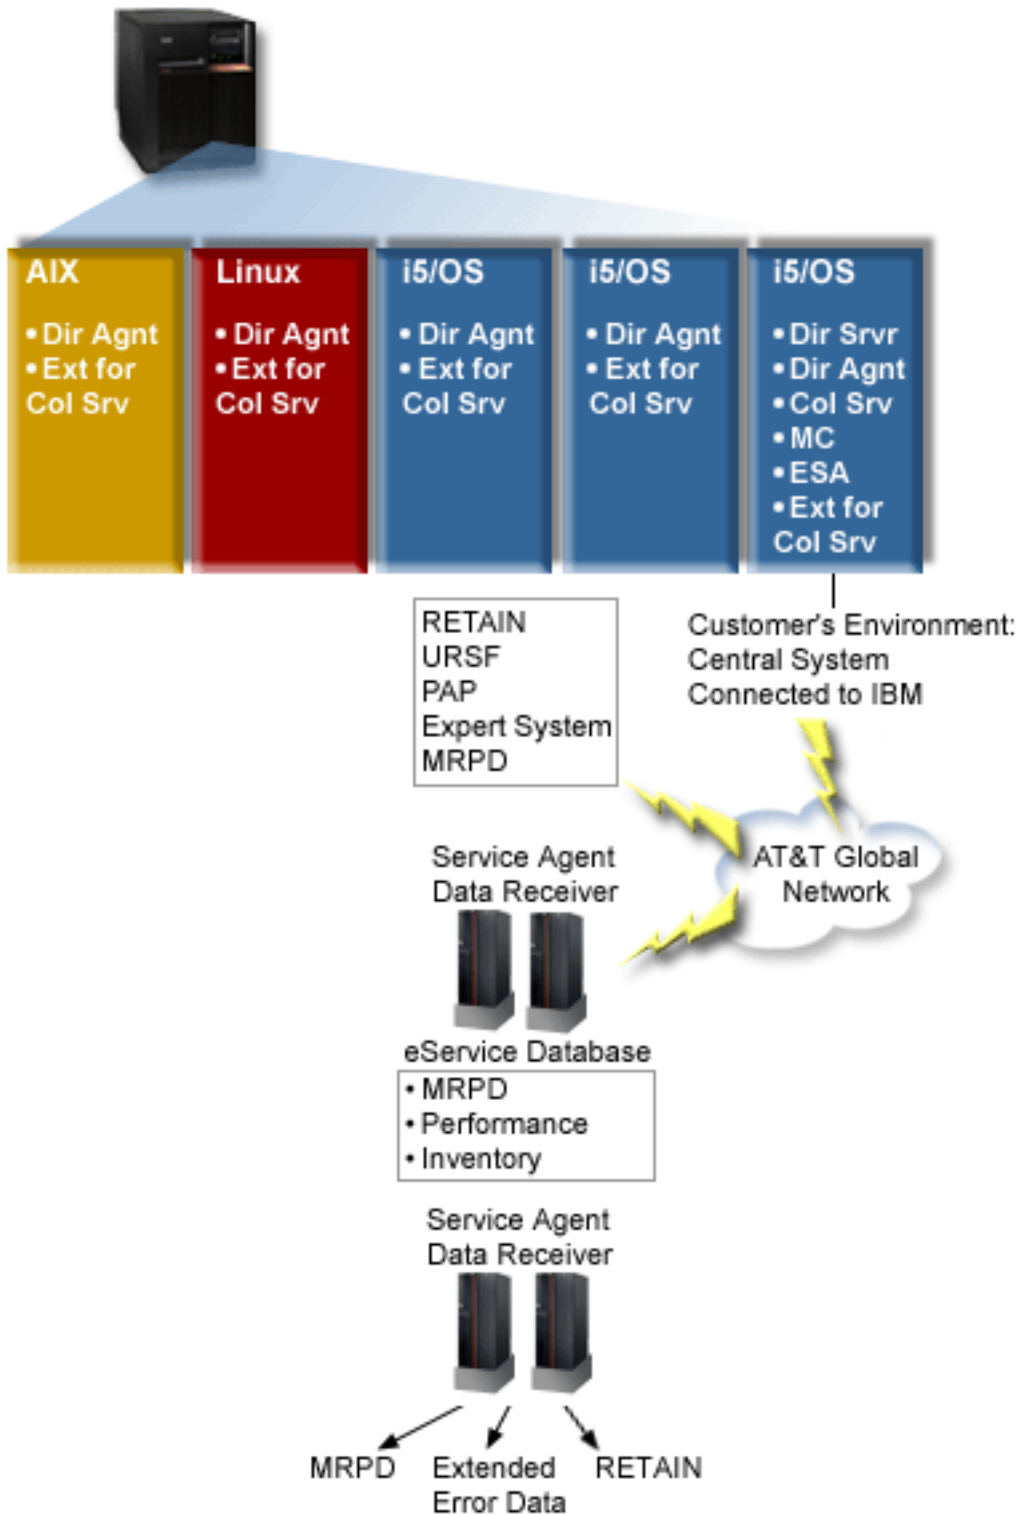 AIX
• Dir Agnt
• Ext for
Col Srv
Linux
• Dir Agnt
• Ext for
Col Srv
i5/OS
• Dir Agnt
• Ext for
Col Srv
i5/OS
• Dir Agnt
• Ext for
Col Srv
i5/OS
• Dir Srvr
• Dir Agnt
• Col Srv
• MC
• ESA
• Ext for
Col Srv
RETAIN
URSF
PAP
Expert System
MRPD
Customer's Environment:
Central System
Connected to IBM
AT&T Global
Network
Service Agent
Data Receiver
eService Database
• MRPD
• Performance
• Inventory
Service Agent
Data Receiver
MRPD
Extended
Error Data
RETAIN